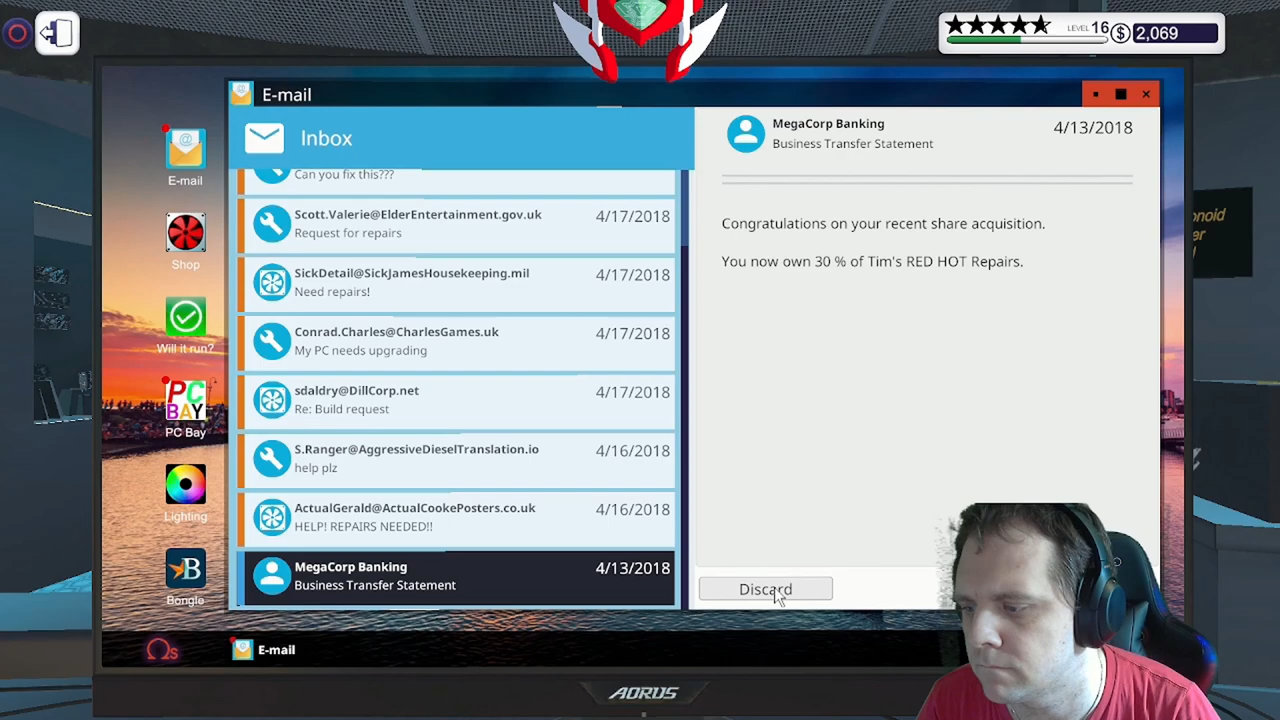 LEVEL 16 $ 2,069
E-mail
Inbox
Can you fix this???
Scott.Valerie@ElderEntertainment.gov.uk 4/17/2018
Request for repairs
SickDetail@SickJamesHousekeeping.mil 4/17/2018
Need repairs!
Conrad.Charles@CharlesGames.uk 4/17/2018
My PC needs upgrading
sdaldry@DillCorp.net 4/17/2018
Re: Build request
S.Ranger@AggressiveDieselTranslation.io 4/16/2018
help plz
ActualGerald@ActualCookePosters.co.uk 4/16/2018
HELP! REPAIRS NEEDED!!
MegaCorp Banking 4/13/2018
Business Transfer Statement
MegaCorp Banking 4/13/2018
Business Transfer Statement
Congratulations on your recent share acquisition.
You now own 30 % of Tim's RED HOT Repairs.
Discard
E-mail
Shop
Will it run?
PC
BAY
PC Bay
Lighting
B
Bongle
Ωs
E-mail
AORUS